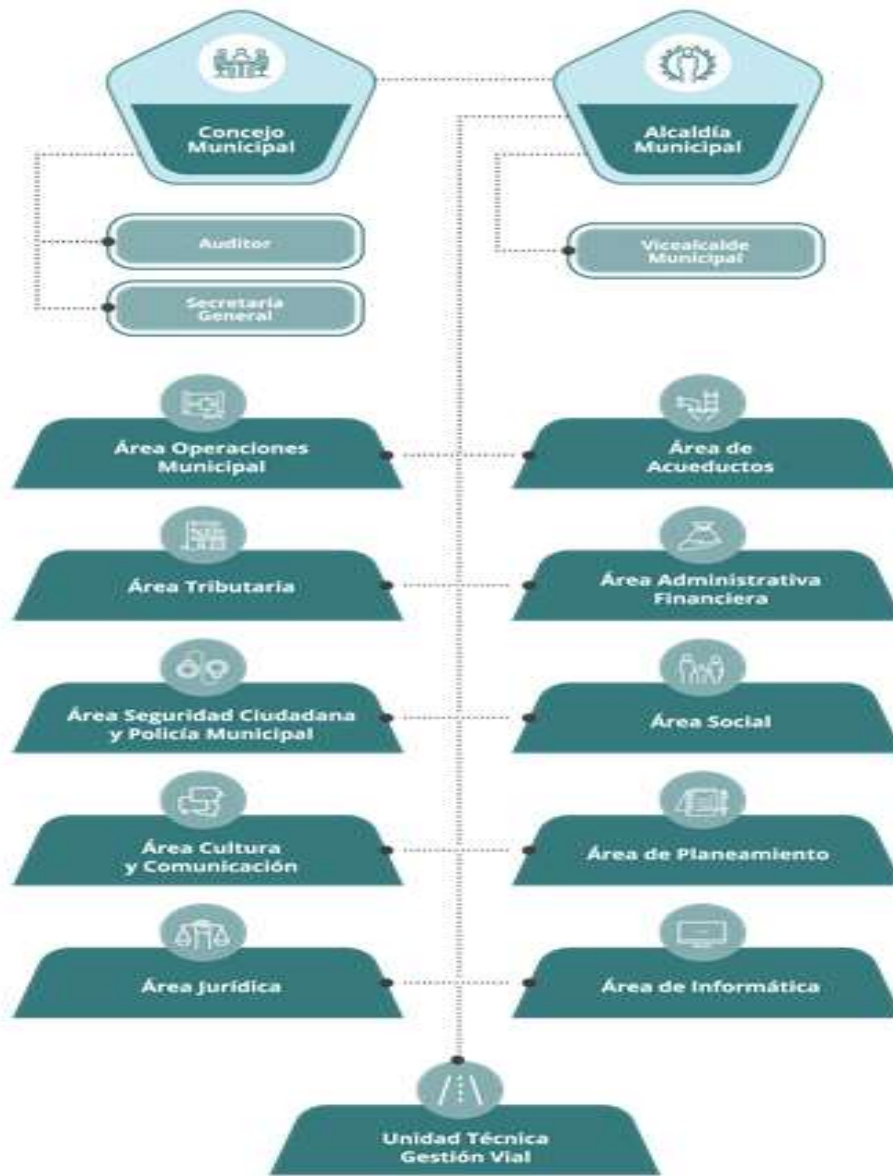 Concejo
Municipal
Alcaldía
Municipal
Auditor
Vicealcalde
Municipal
Secretaría
General
Área Operaciones
Municipal
Área de
Acueductos
Área Tributaria
Área Administrativa
Financiera
Área Seguridad Ciudadana
y Policía Municipal
Área Social
Área Cultura
y Comunicación
Área de Planeamiento
Área Jurídica
Área de Informática
Unidad Técnica
Gestión Vial